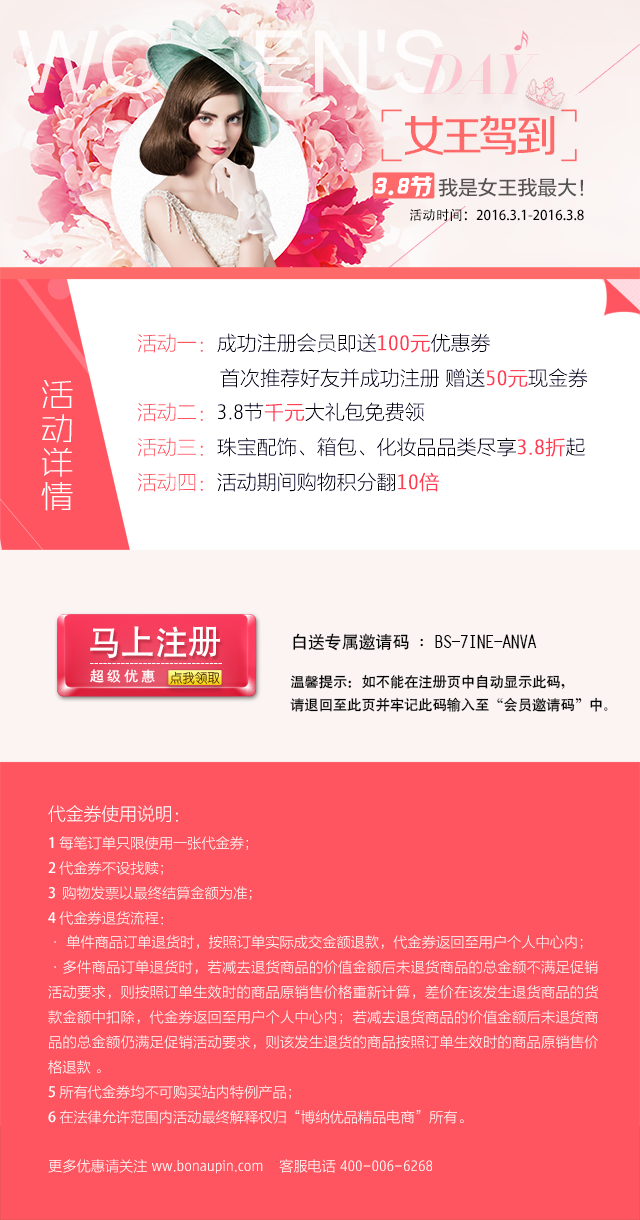 WOMEN'S
DAY
女王驾到
3.8节 我是女王我最大!
活动时间：2016.3.1-2016.3.8
活动详情
活动一：成功注册会员即送100元优惠券
首次推荐好友并成功注册 赠送50元现金券
活动二：3.8节千元大礼包免费领
活动三：珠宝配饰、箱包、化妆品品类尽享3.8折起
活动四：活动期间购物积分翻10倍
马上注册
超级优惠 点我领取
白送专属邀请码 ：BS-7INE-ANVA
温馨提示：如不能在注册页中自动显示此码，
请退回至此页并牢记此码输入至“会员邀请码”中。
代金券使用说明：
1 每笔订单只限使用一张代金券；
2 代金券不设找赎；
3 购物发票以最终结算金额为准；
4 代金券退货流程：
· 单件商品订单退货时，按照订单实际成交金额退款，代金券返回至用户个人中心内；
· 多件商品订单退货时，若减去退货商品的价值金额后未退货商品的总金额不满足促销
活动要求，则按照订单生效时的商品原销售价格重新计算，差价在该发生退货商品的货
款金额中扣除，代金券返回至用户个人中心内；若减去退货商品的价值金额后未退货商
品的总金额仍满足促销活动要求，则该发生退货的商品按照订单生效时的商品原销售价
格退款 。
5 所有代金券均不可购买站内特例产品；
6 在法律允许范围内活动最终解释权归“博纳优品精品电商”所有。
更多优惠请关注 ww.bonaupin.com 客服电话 400-006-6268